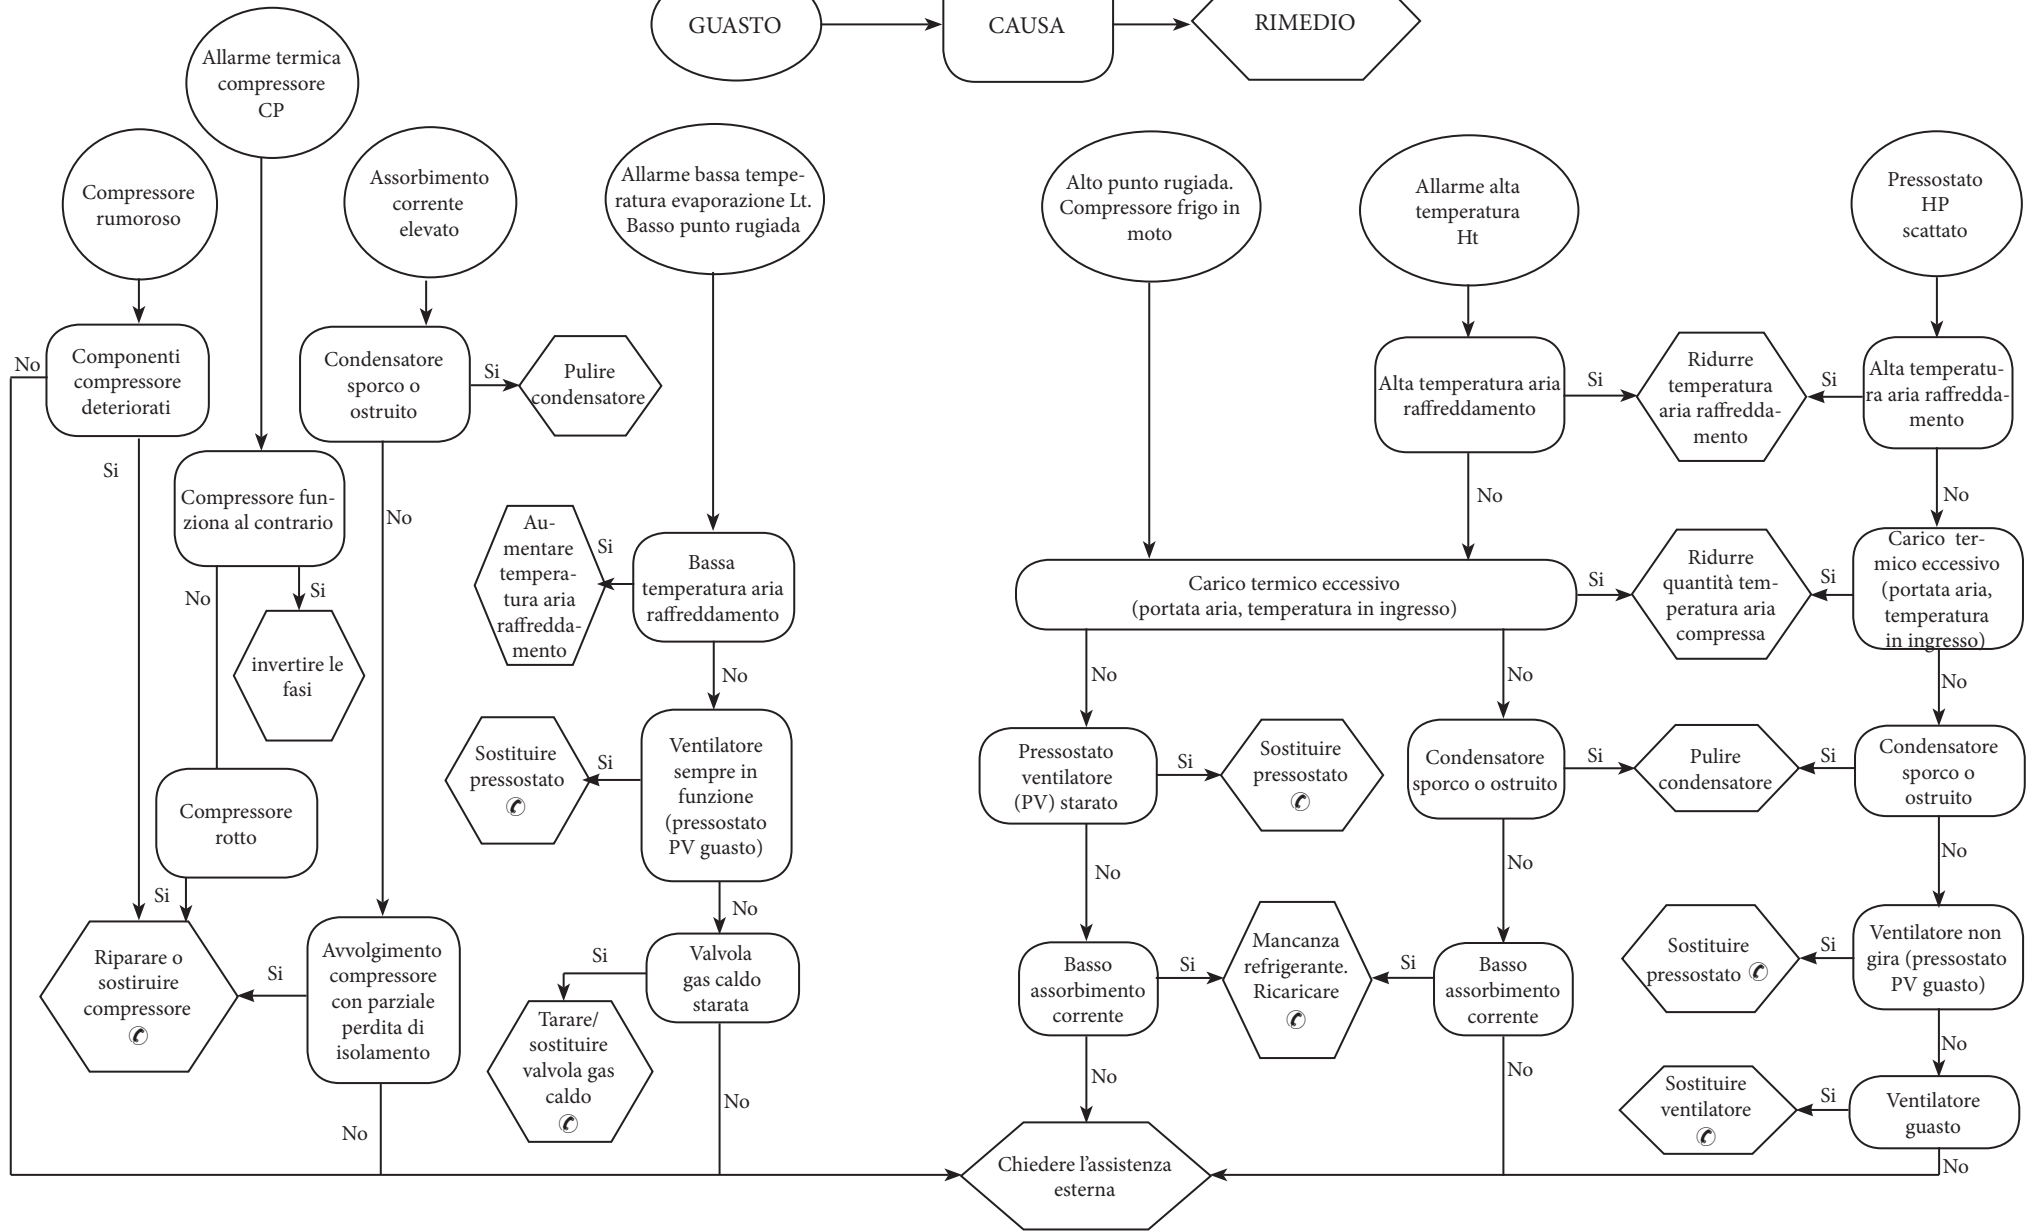 GUASTO
CAUSA
RIMEDIO
Allarme termica
compressore
CP
Compressore
rumoroso
Assorbimento
corrente
elevato
Allarme bassa tempe-
ratura evaporazione Lt.
Basso punto rugiada
Alto punto rugiada.
Compressore frigo in
moto
Allarme alta
temperatura
Ht
Pressostato
HP
scattato
No
Componenti
compressore
deteriorati
Si
Condensatore
sporco o
ostruito
Si
Pulire
condensatore
No
Alta temperatura aria
raffreddamento
Si
Ridurre
temperatura
aria raffredda-
mento
Si
Alta temperatu-
ra aria raffredda-
mento
No
No
Compressore fun-
ziona al contrario
No
Si
invertire le
fasi
Au-
mentare
tempera-
tura aria
raffredda-
mento
Si
Bassa
temperatura aria
raffreddamento
No
Carico termico eccessivo
(portata aria, temperatura in ingresso)
Si
Ridurre
quantità tem-
peratura aria
compressa
Si
Carico ter-
mico eccessivo
(portata aria,
temperatura
in ingresso)
No
No
No
Sostituire
pressostato
Si
Ventilatore
sempre in
funzione
(pressostato
PV guasto)
No
Pressostato
ventilatore
(PV) starato
Si
Sostituire
pressostato
No
Condensatore
sporco o ostruito
Si
Pulire
condensatore
Si
Condensatore
sporco o
ostruito
No
No
Compressore
rotto
Si
Riparare o
sostiruire
compressore
Si
Avvolgimento
compressore
con parziale
perdita di
isolamento
No
Si
Valvola
gas caldo
starata
Tarare/
sostituire
valvola gas
caldo
No
Basso
assorbimento
corrente
Si
Mancanza
refrigerante.
Ricaricare
Si
Basso
assorbimento
corrente
No
No
Sostituire
pressostato
Si
Ventilatore non
gira (pressostato
PV guasto)
No
Sostituire
ventilatore
Si
Ventilatore
guasto
No
Chiedere l'assistenza
esterna